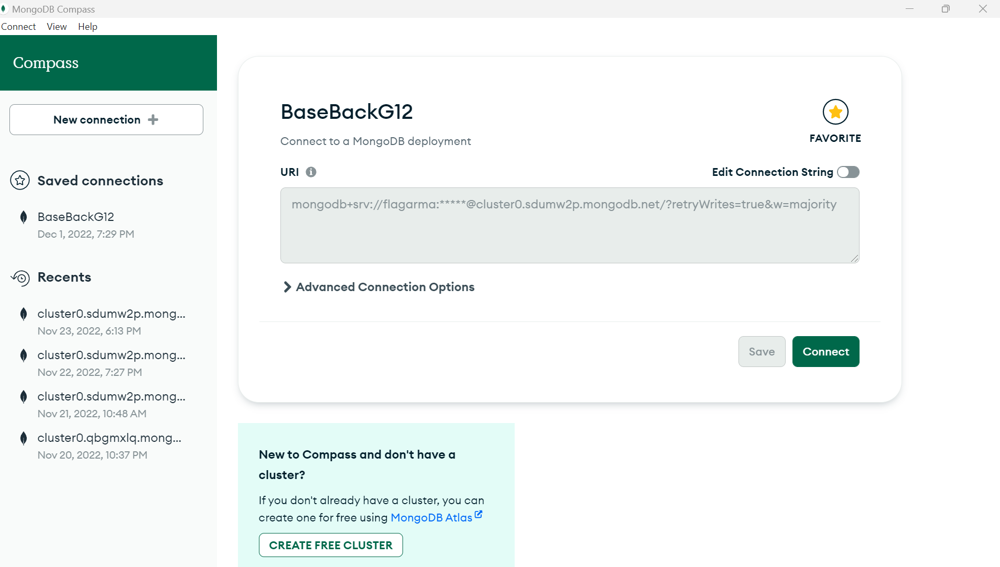 MongoDB Compass
Connect View Help
Compass
New connection
Saved connections
BaseBackG12
Dec 1, 2022, 7:29 PM
Recents
cluster0.sdumw2p.mong...
Nov 23, 2022, 6:13 PM
cluster0.sdumw2p.mong...
Nov 22, 2022, 7:27 PM
cluster0.sdumw2p.mong...
Nov 21, 2022, 10:48 AM
cluster0.qbgmxlq.mong...
Nov 20, 2022, 10:37 PM
BaseBackG12
FAVORITE
Connect to a MongoDB deployment
URI
Edit Connection String
mongodb+srv://flagarma:*****@cluster0.sdumw2p.mongodb.net/?retryWrites=true&w=majority
Advanced Connection Options
Save
Connect
New to Compass and don't have a
cluster?
If you don't already have a cluster, you can
create one for free using MongoDB Atlas
CREATE FREE CLUSTER